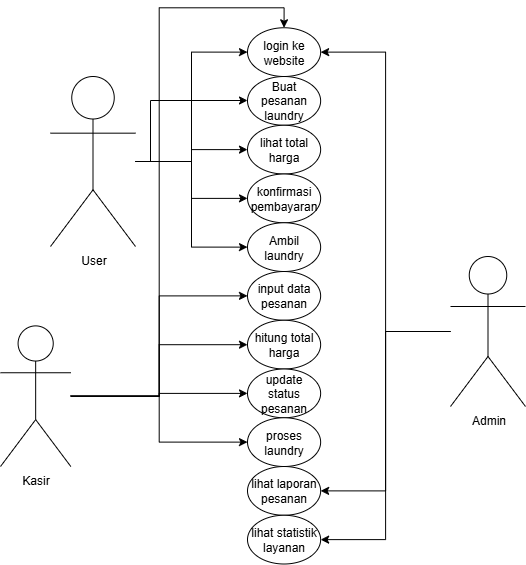 login ke
website
Buat
pesanan
laundry
lihat total
harga
konfirmasi
pembayaran
User
Ambil
laundry
input data
pesanan
hitung total
harga
update
status
pesanan
Admin
proses
laundry
Kasir
lihat laporan
pesanan
lihat statistik
layanan